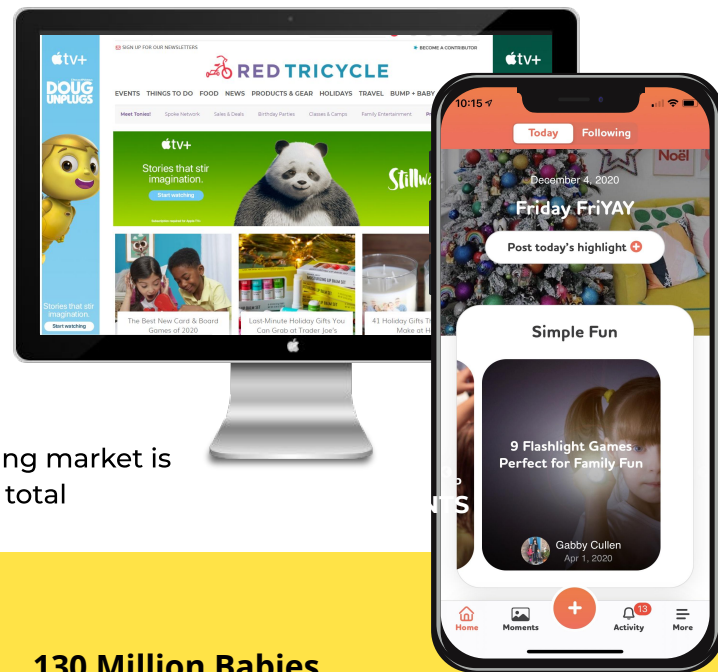 SIGN UP FOR OUR NEWSLETTERS
BECOME A CONTRIBUTOR
RED TRICYCLE
EVENTS THINGS TO DO FOOD NEWS PRODUCTS & GEAR HOLIDAYS TRAVEL BUMP + BABY
Meet Tonies! Spoke Network Sales & Deals Birthday Parties Classes & Camps Family Entertainment
tv+
DOUG
UNPLUGS
Stories that stir
imagination.
Start watching
tv+
Stories that stir
imagination.
Start watching
tv+
The Best New Card & Board
Games of 2020
Last-Minute Holiday Gifts You
Can Grab at Trader Joe's
41 Holiday Gifts
Make at
10:15
Today Following
Noël
December 4, 2020
Friday FriYAY
Post today's highlight
Simple Fun
9 Flashlight Games
Perfect for Family Fun
Gabby Cullen
Apr 1, 2020
Home Moments Activity 13 More
ng market is
total
130 Million Babies